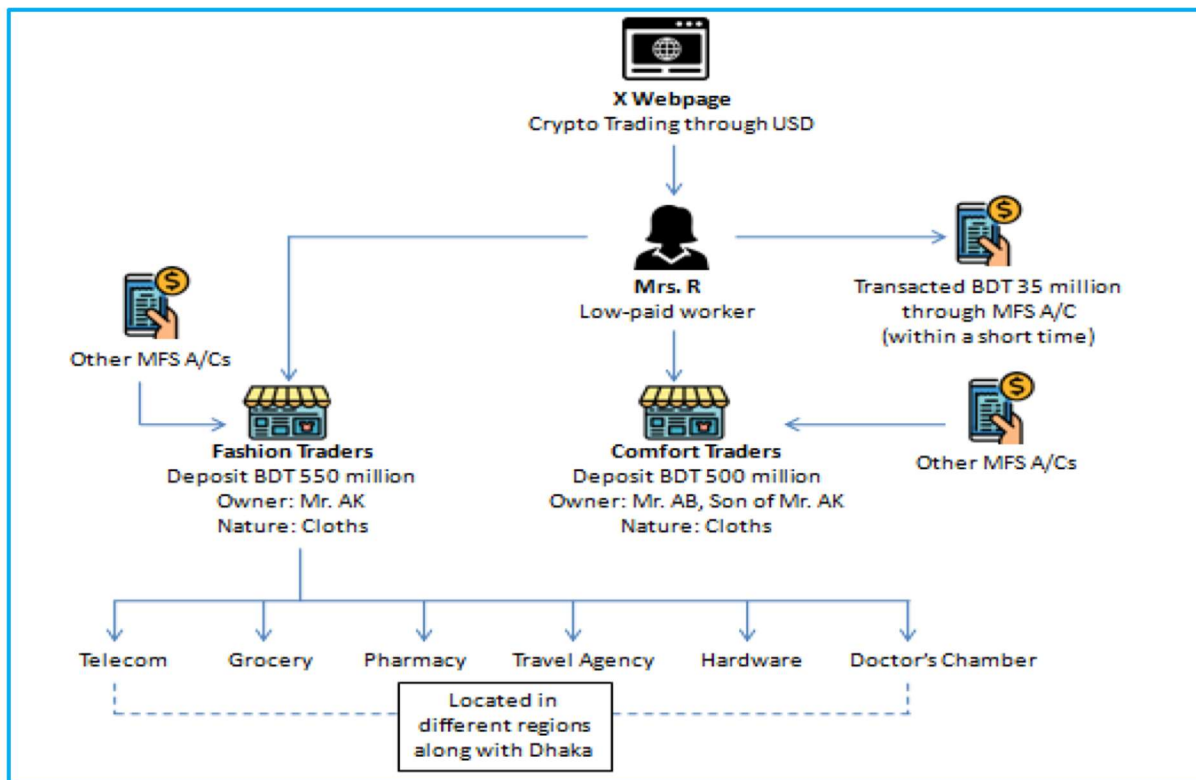 X Webpage
Crypto Trading through USD
Mrs. R
Low-paid worker
Transacted BDT 35 million
through MFS A/C
(within a short time)
Other MFS A/Cs
Fashion Traders
Deposit BDT 550 million
Owner: Mr. AK
Nature: Cloths
Comfort Traders
Deposit BDT 500 million
Owner: Mr. AB, Son of Mr. AK
Nature: Cloths
Other MFS A/Cs
Telecom
Grocery
Pharmacy
Travel Agency
Hardware
Doctor's Chamber
Located in
different regions
along with Dhaka